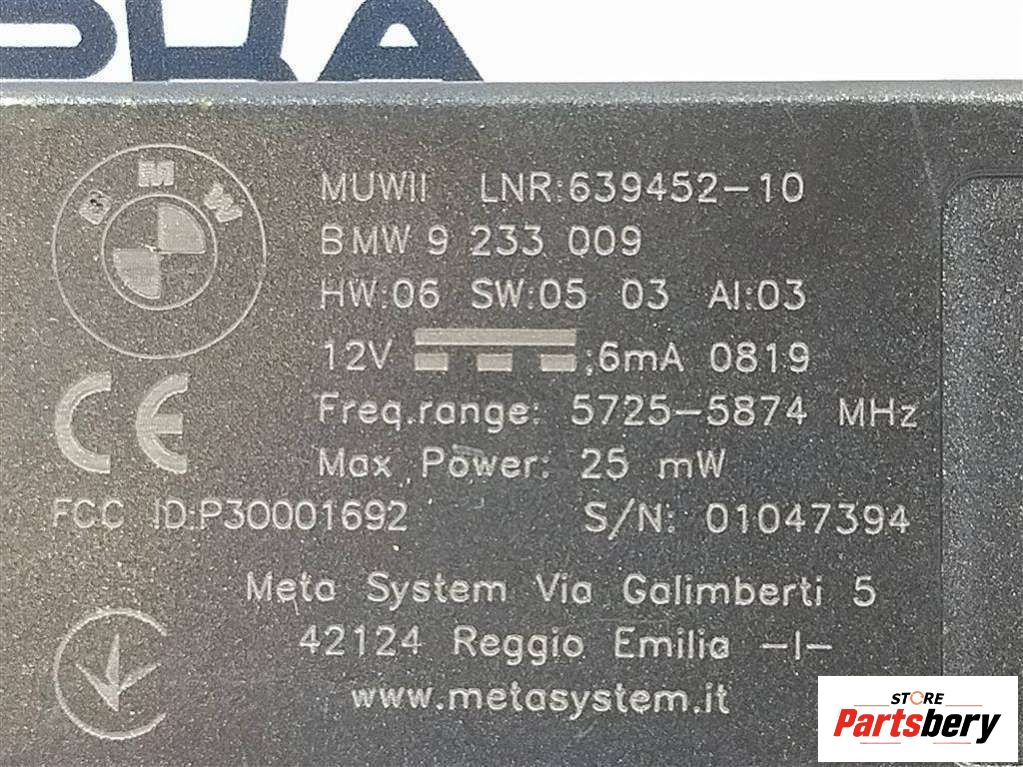 BMW
MUWII LNR:639452-10
BMW 9 233 009
HW:06 SW:05 03 AI:03
12V ;6mA 0819
Freq.range: 5725-5874 MHz
Max Power: 25 mW
CE
FCC ID:P30001692 S/N: 01047394
Meta System Via Galimberti 5
42124 Reggio Emilia -I-
www.metasystem.it
STORE
Partsbery